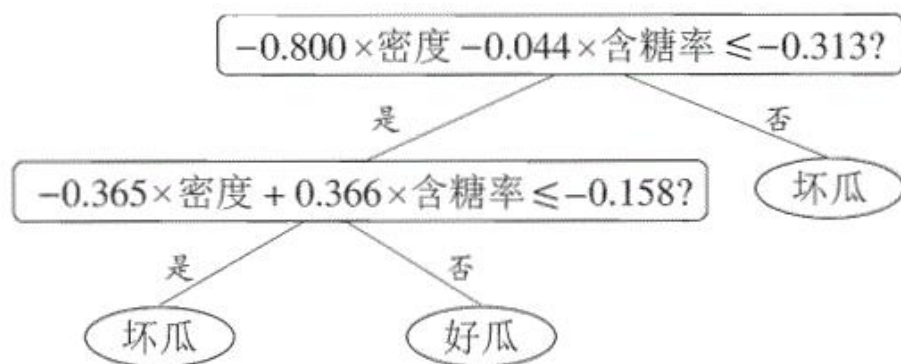 -0.800×密度-0.044×含糖率≤-0.313?
是
否
-0.365×密度+0.366×含糖率≤-0.158?
坏瓜
是
否
坏瓜
好瓜